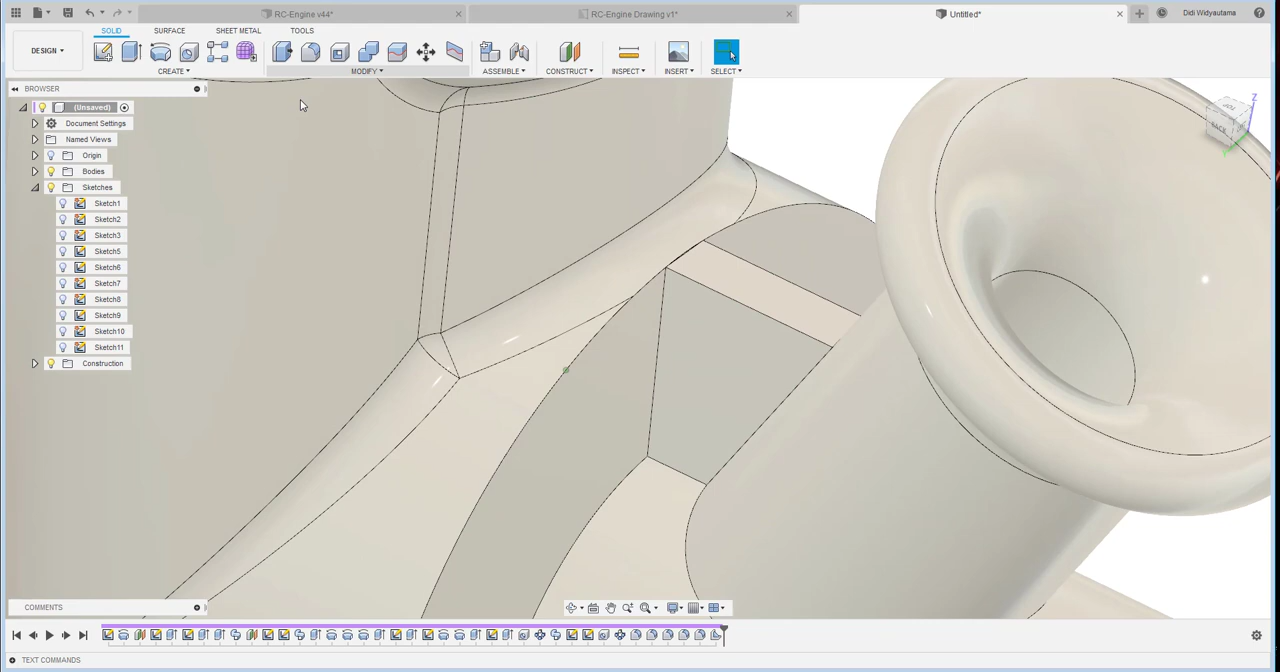 RC-Engine v44*
RC-Engine Drawing v1*
Untitled*
Didi Widyautama
DESIGN
SOLID
SURFACE
SHEET METAL
TOOLS
CREATE
MODIFY
ASSEMBLE
CONSTRUCT
INSPECT
INSERT
SELECT
BROWSER
(Unsaved)
Document Settings
Named Views
Origin
Bodies
Sketches
Sketch1
Sketch2
Sketch3
Sketch5
Sketch6
Sketch7
Sketch8
Sketch9
Sketch10
Sketch11
Construction
Z
TOP
BACK
Y
COMMENTS
TEXT COMMANDS